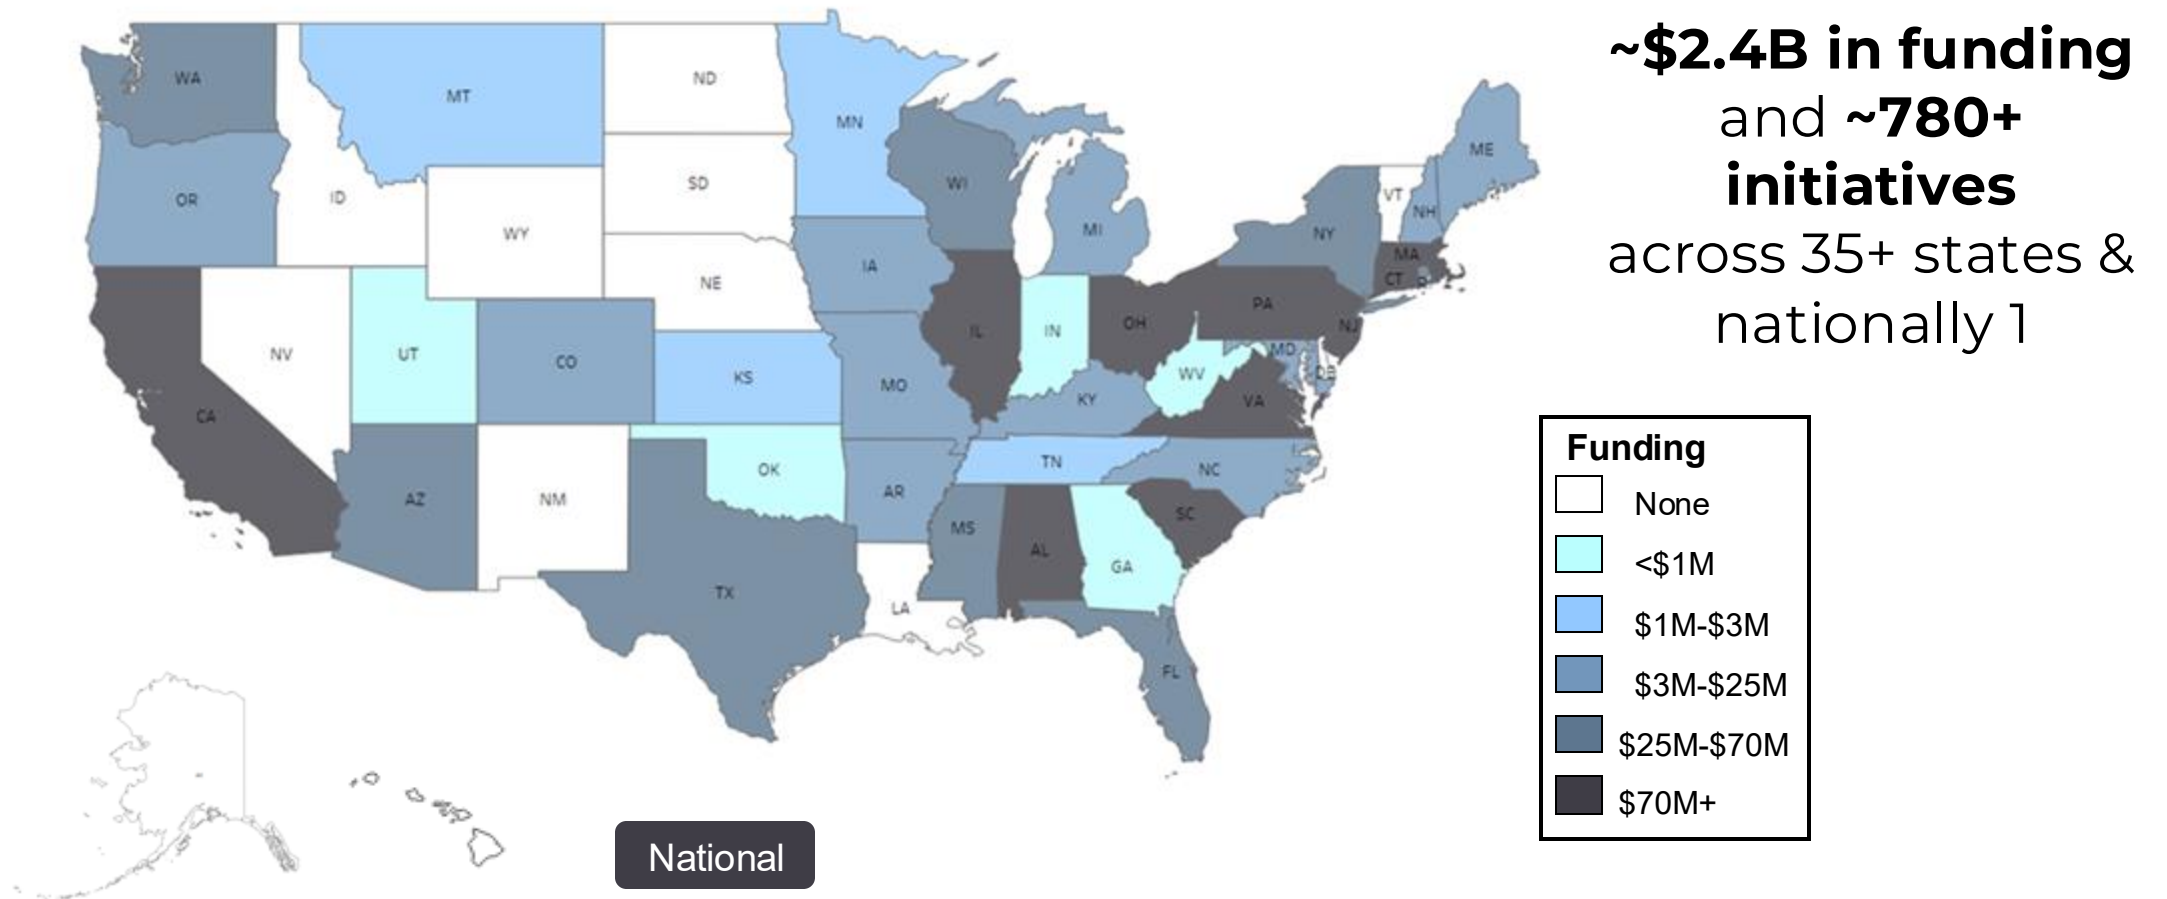 ~$2.4B in funding
and ~780+
initiatives
across 35+ states &
nationally 1
WA
MT
ND
MN
OR
ID
SD
WI
MI
ME
VT
NH
WY
NY
MA
CT
IA
NE
NV
UT
CO
KS
MO
IL
IN
OH
PA
NJ
MD
DE
WV
VA
KY
CA
AZ
NM
OK
AR
TN
NC
SC
MS
AL
GA
TX
LA
FL
Funding
None
<$1M
$1M-$3M
$3M-$25M
$25M-$70M
$70M+
National